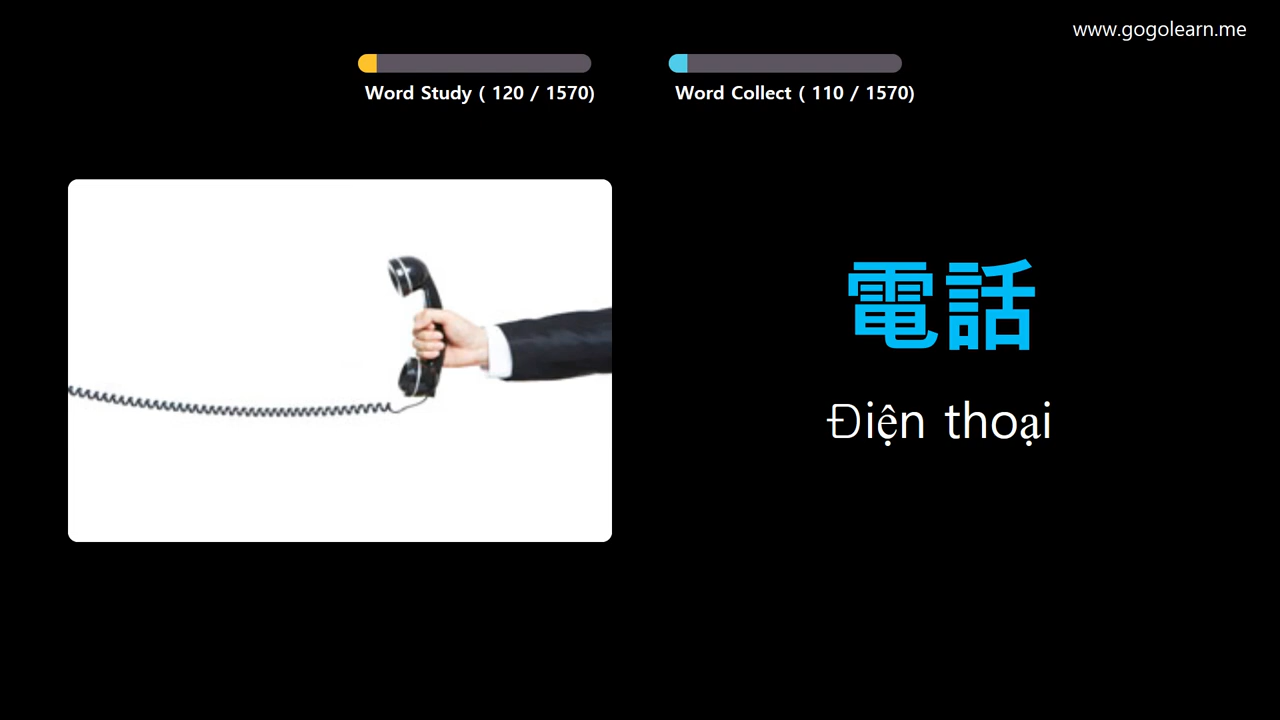 www.gogolearn.me
Word Study ( 120 / 1570)
Word Collect ( 110 / 1570)
電話
Điện thoại